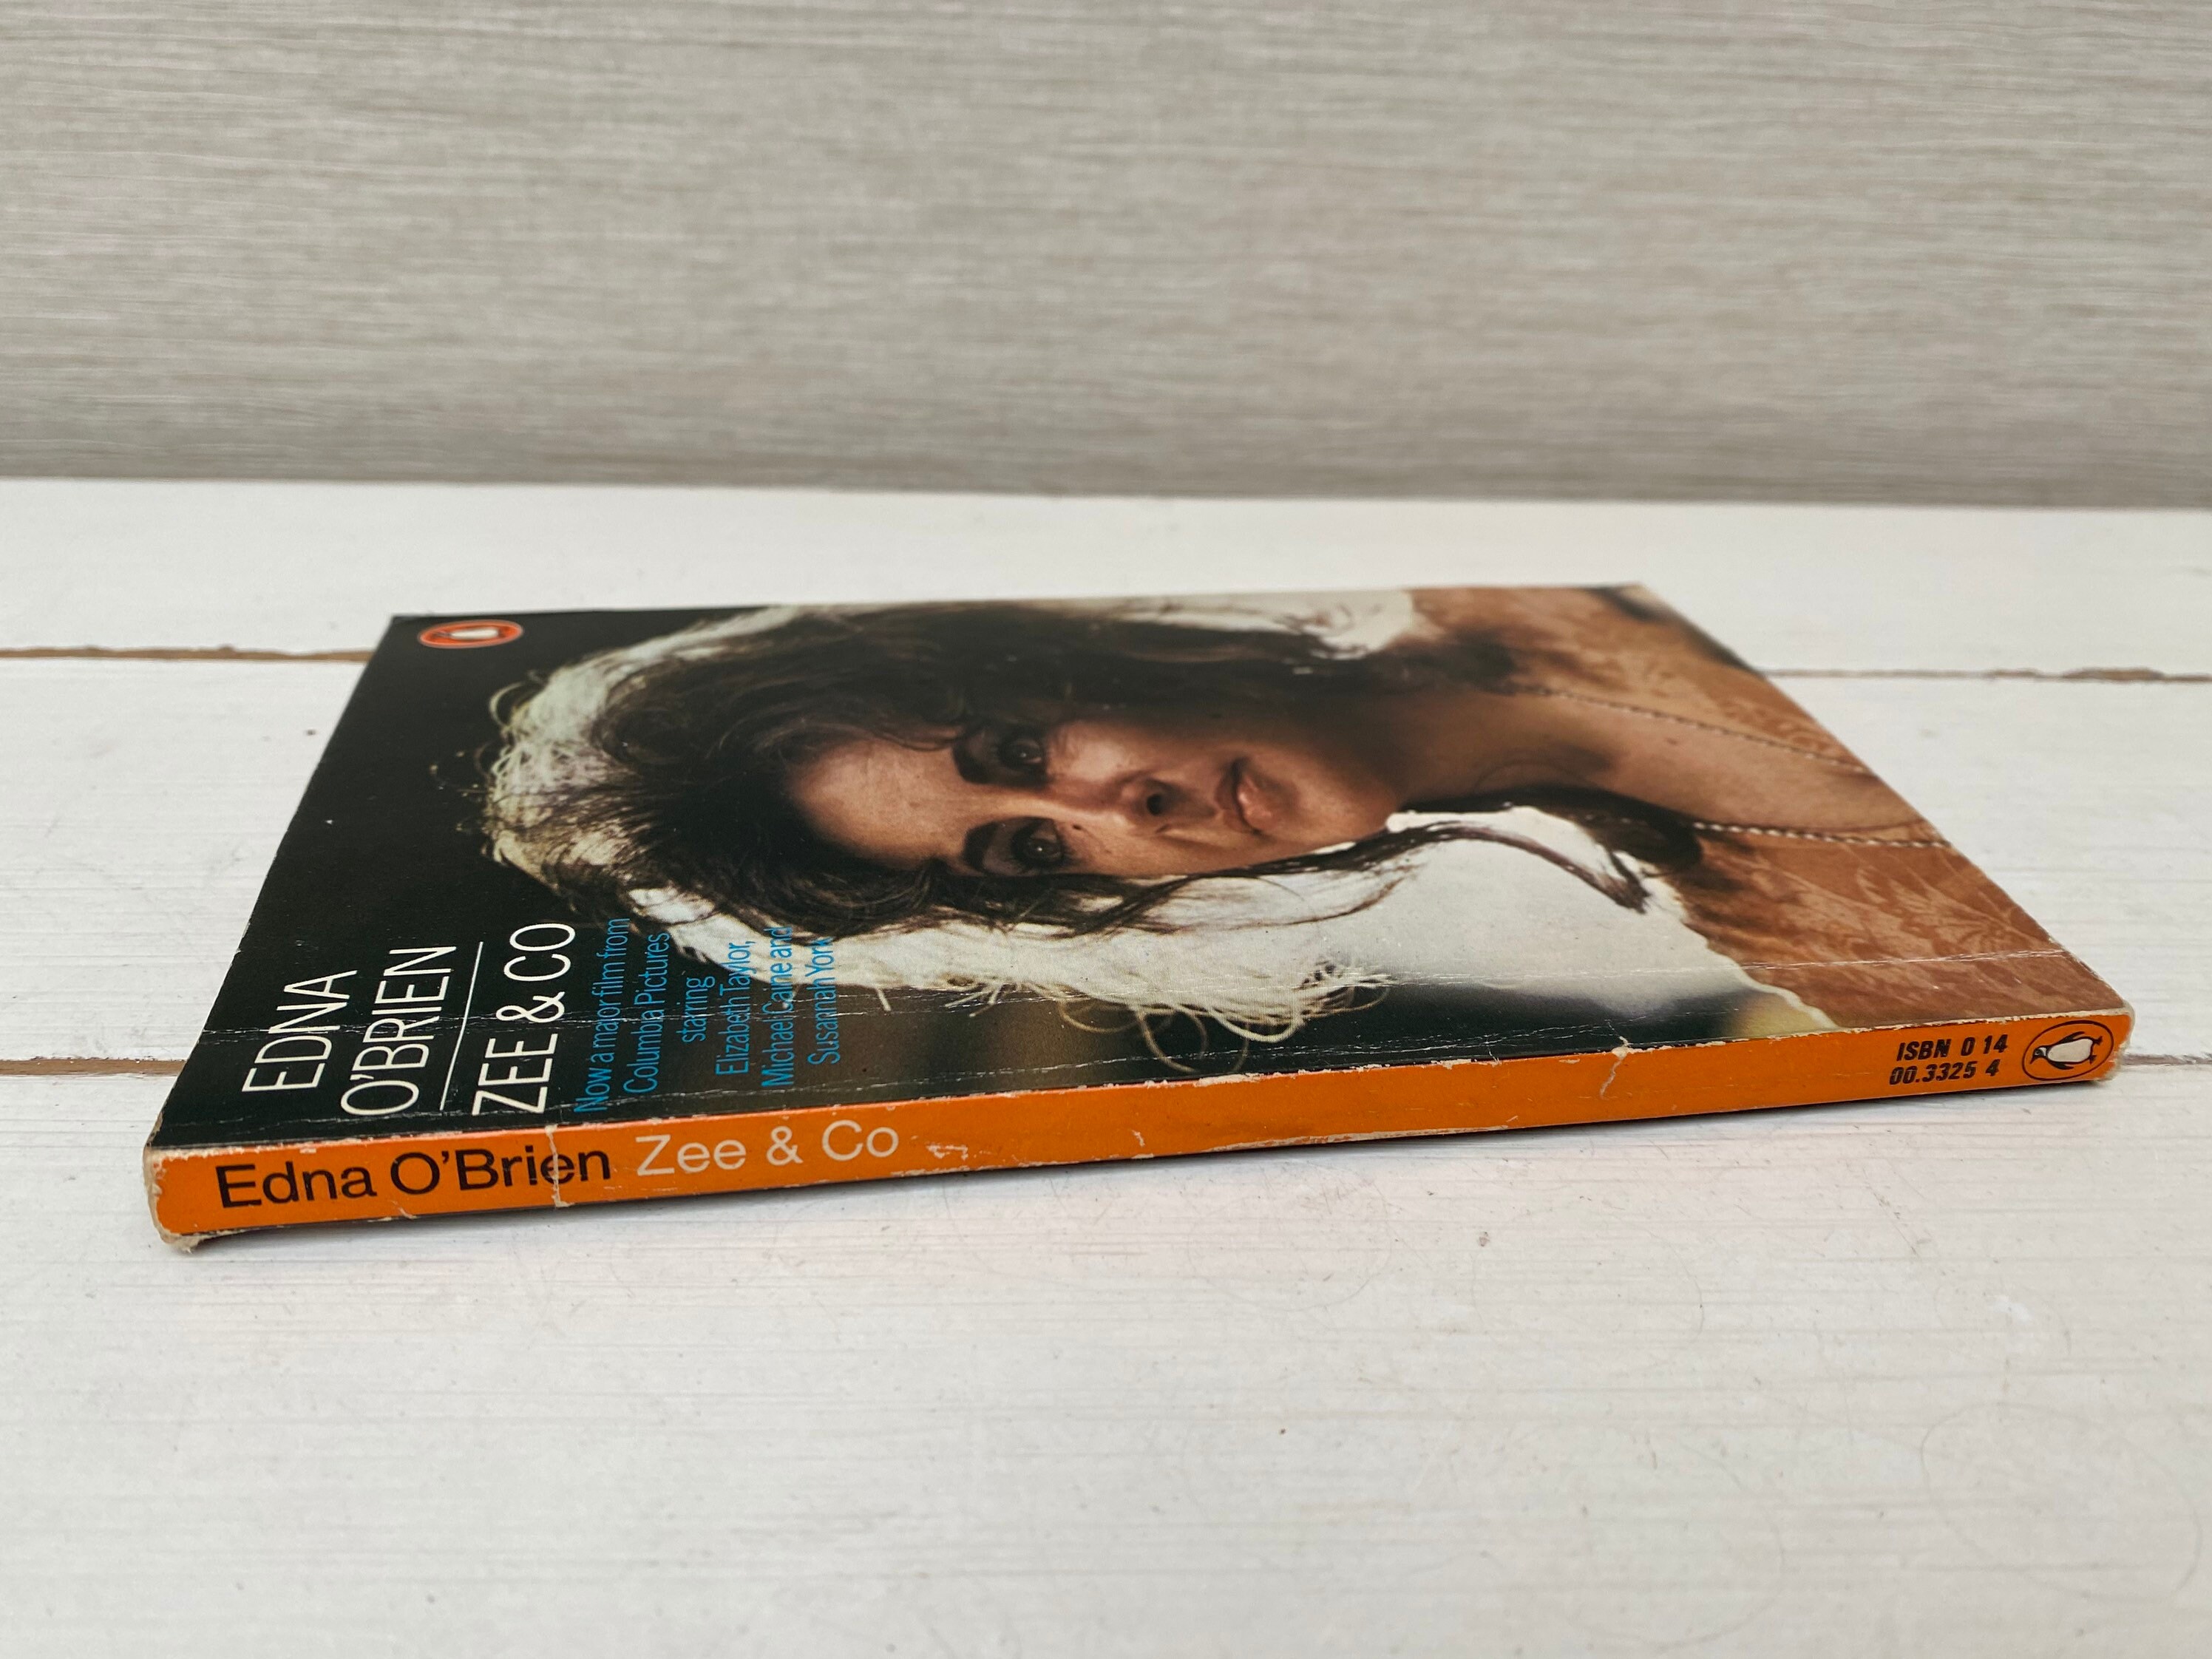 EDNA
O'BRIEN
ZEE & CO
Now a major film from
Columbia Pictures
starring
Elizabeth Taylor,
Michael Caine and
Susannah York
Edna O'Brien Zee & Co
ISBN 0 14
00.3325 4